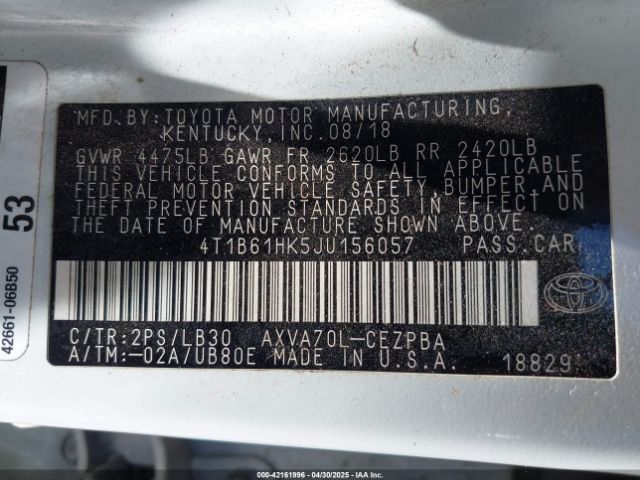 MFD.BY:TOYOTA MOTOR MANUFACTURING,
KENTUCKY, INC.08/18
GVWR 4475LB GAWR FR 2620LB RR 2420LB
THIS VEHICLE CONFORMS TO ALL APPLICABLE
FEDERAL MOTOR VEHICLE SAFETY, BUMPER,AND
THEFT PREVENTION STANDARDS IN EFFECT ON
THE DATE OF MANUFACTURE SHOWN ABOVE.
4T1B61HK5JU156057 PASS.CAR
C/TR:2PS/LB30 AXVA70L-CEZPBA
A/TM:-02A/UB80E MADE IN U.S.A. 18829
53
42661-06B50
000-42161996 - 04/30/2025 - IAAI.CA